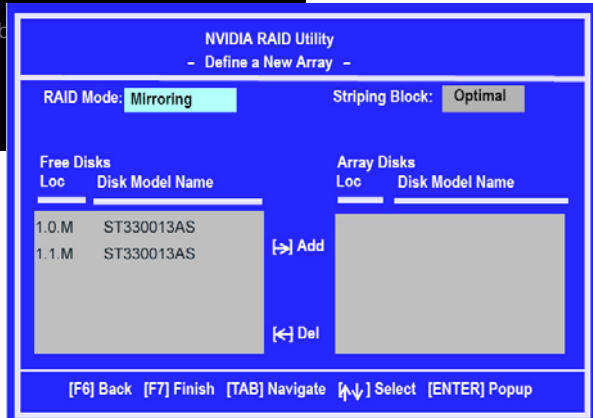 NVIDIA RAID Utility
- Define a New Array -
RAID Mode: Mirroring Striping Block: Optimal
Free Disks Array Disks
Loc Disk Model Name Loc Disk Model Name
1.0.M ST330013AS
1.1.M ST330013AS
[→] Add
[←] Del
[F6] Back [F7] Finish [TAB] Navigate [↑↓] Select [ENTER] Popup